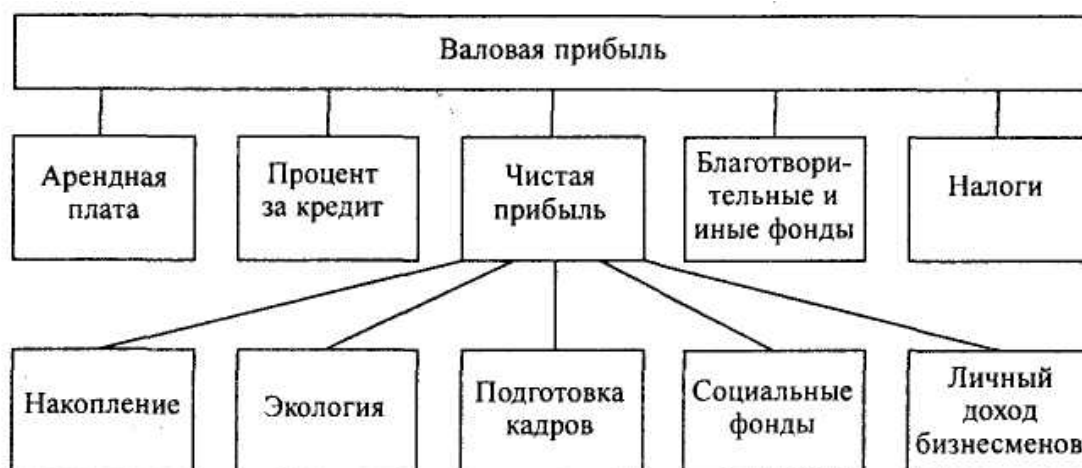 Валовая прибыль
Арендная
плата
Процент
за кредит
Чистая
прибыль
Благотвори-
тельные и
иные фонды
Налоги
Накопление
Экология
Подготовка
кадров
Социальные
фонды
Личный
доход
бизнесменов